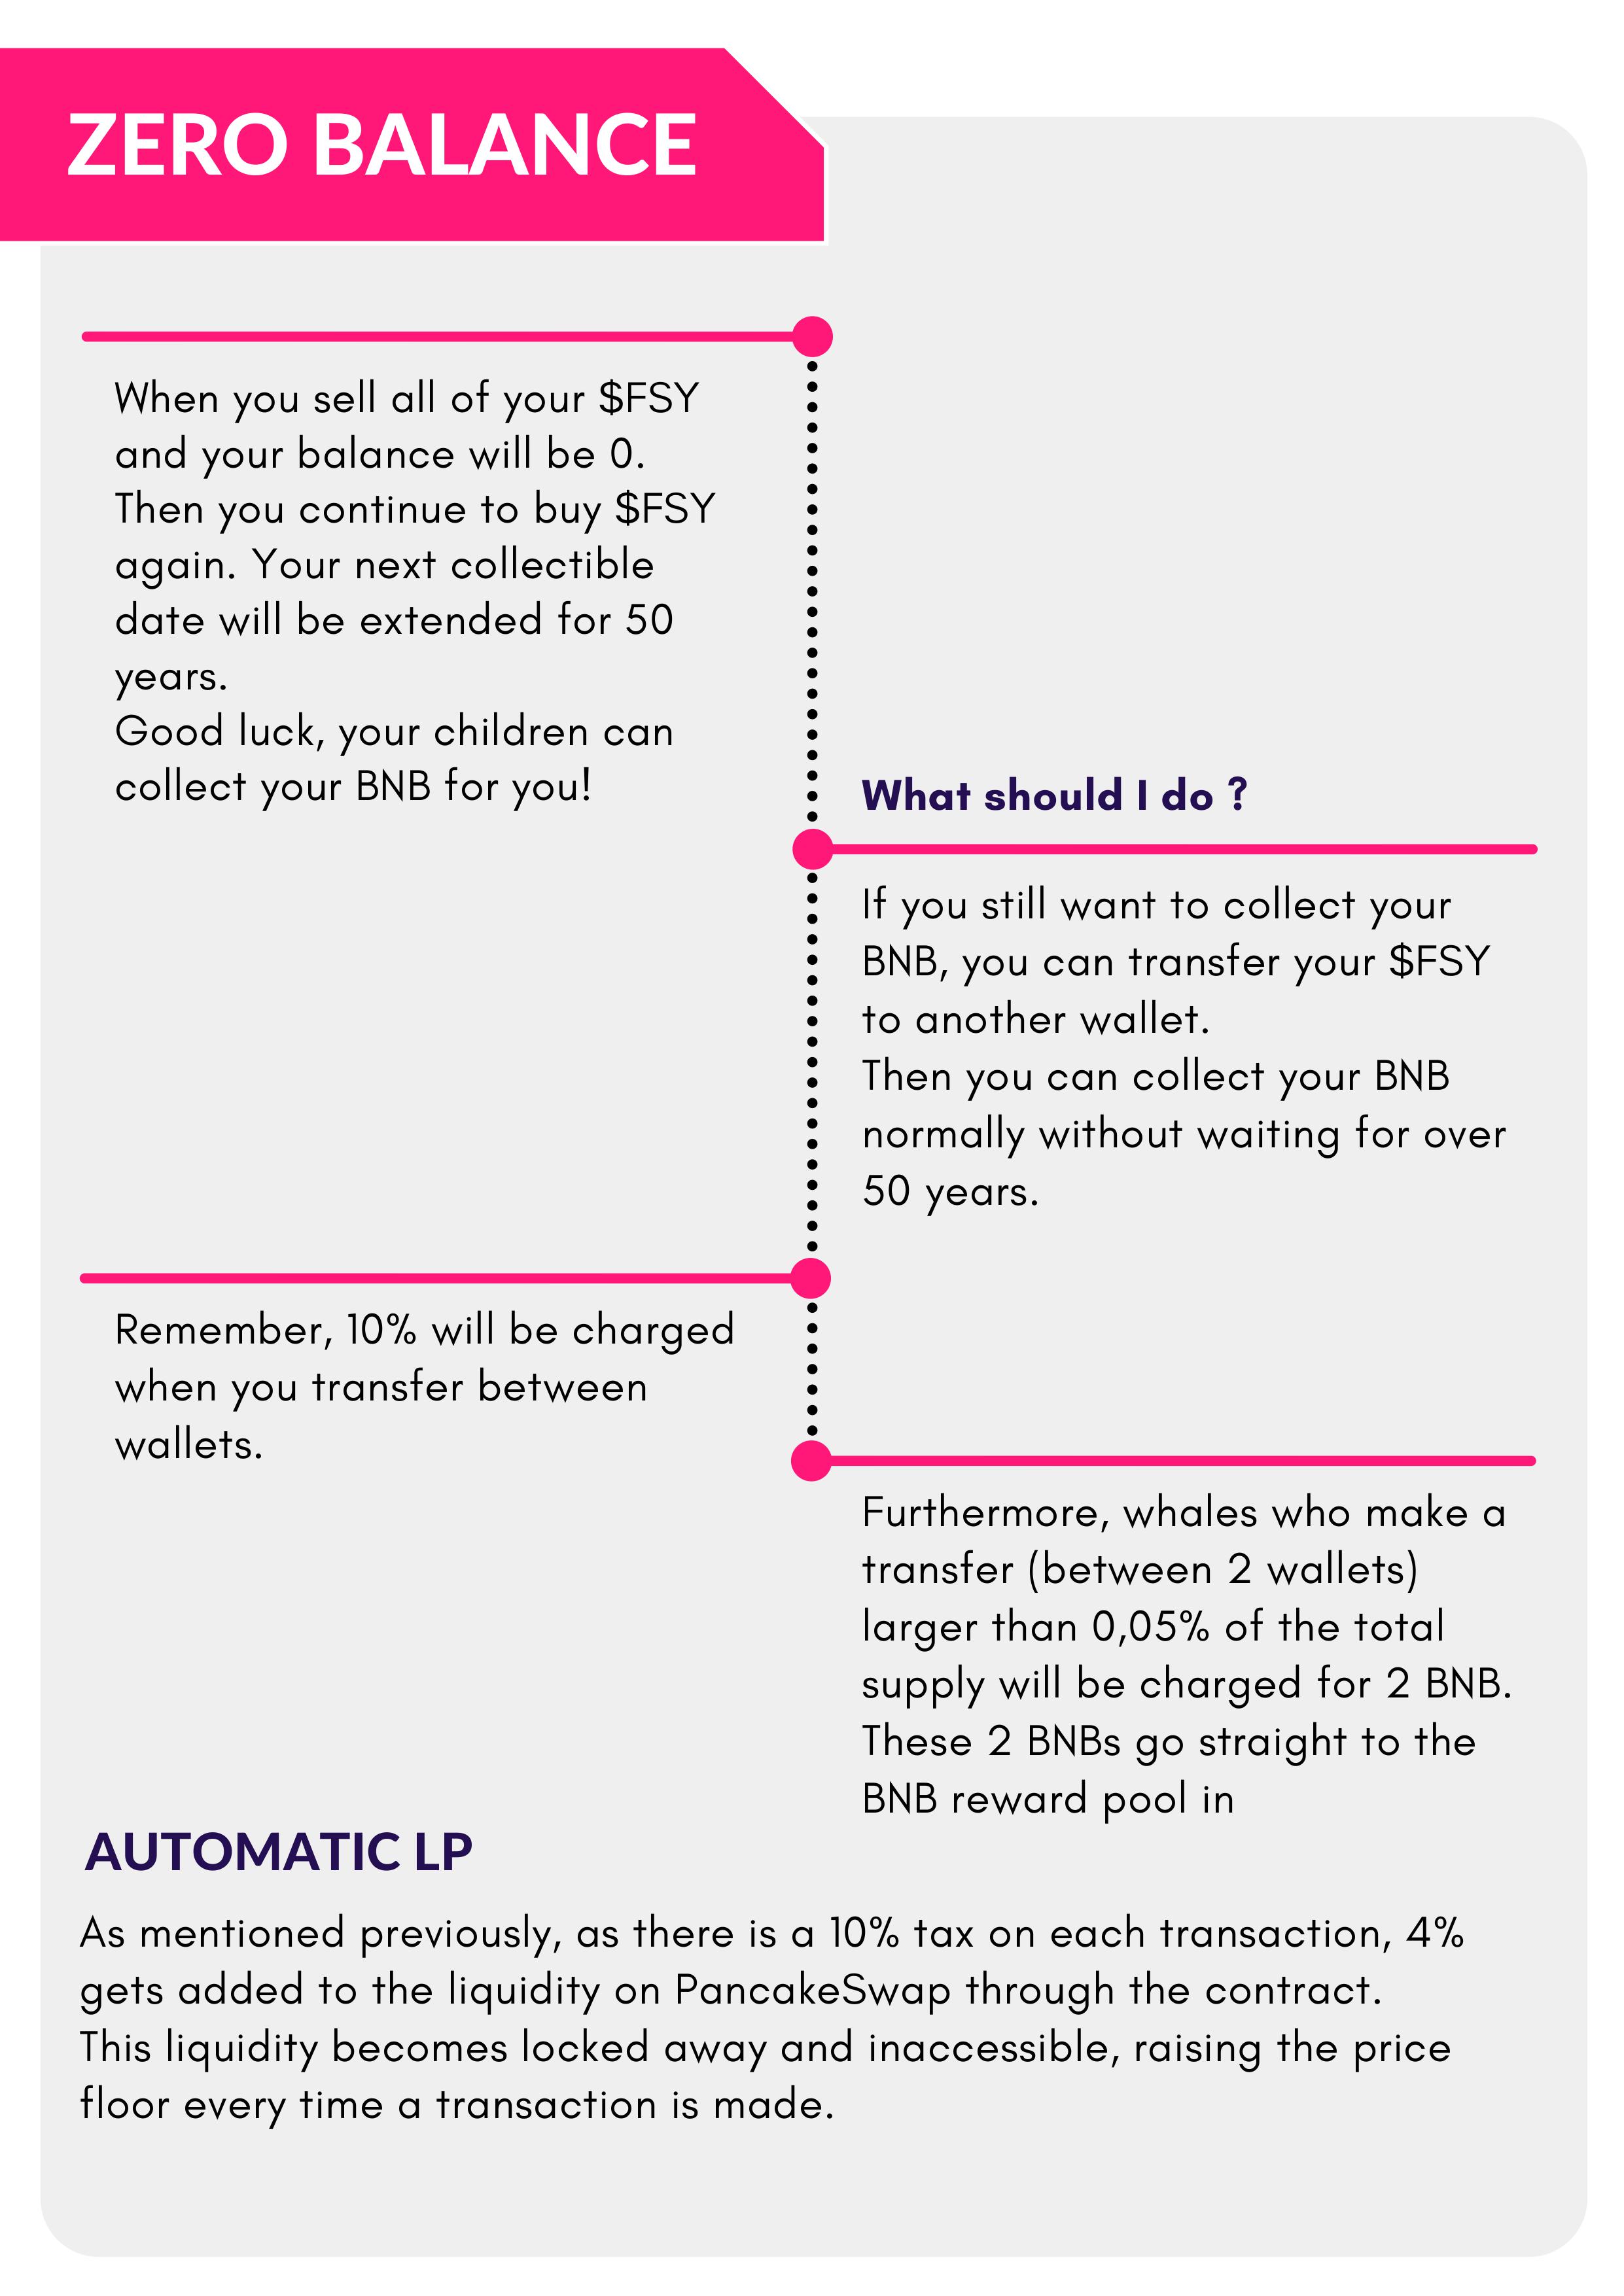 ZERO BALANCE
When you sell all of your $FSY
and your balance will be 0.
Then you continue to buy $FSY
again. Your next collectible
date will be extended for 50
years.
Good luck, your children can
collect your BNB for you!
What should I do ?
If you still want to collect your
BNB, you can transfer your $FSY
to another wallet.
Then you can collect your BNB
normally without waiting for over
50 years.
Remember, 10% will be charged
when you transfer between
wallets.
Furthermore, whales who make a
transfer (between 2 wallets)
larger than 0,05% of the total
supply will be charged for 2 BNB.
These 2 BNBs go straight to the
BNB reward pool in
AUTOMATIC LP
As mentioned previously, as there is a 10% tax on each transaction, 4%
gets added to the liquidity on PancakeSwap through the contract.
This liquidity becomes locked away and inaccessible, raising the price
floor every time a transaction is made.